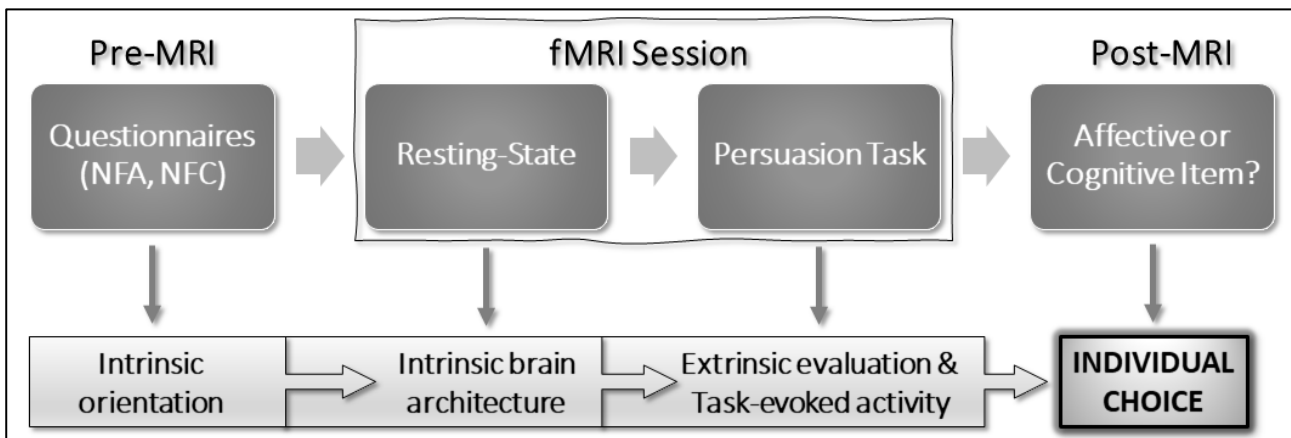 Pre-MRI
fMRI Session
Post-MRI
Questionnaires
(NFA, NFC)
Resting-State
Persuasion Task
Affective or
Cognitive Item?
Intrinsic
orientation
Intrinsic brain
architecture
Extrinsic evaluation &
Task-evoked activity
INDIVIDUAL
CHOICE